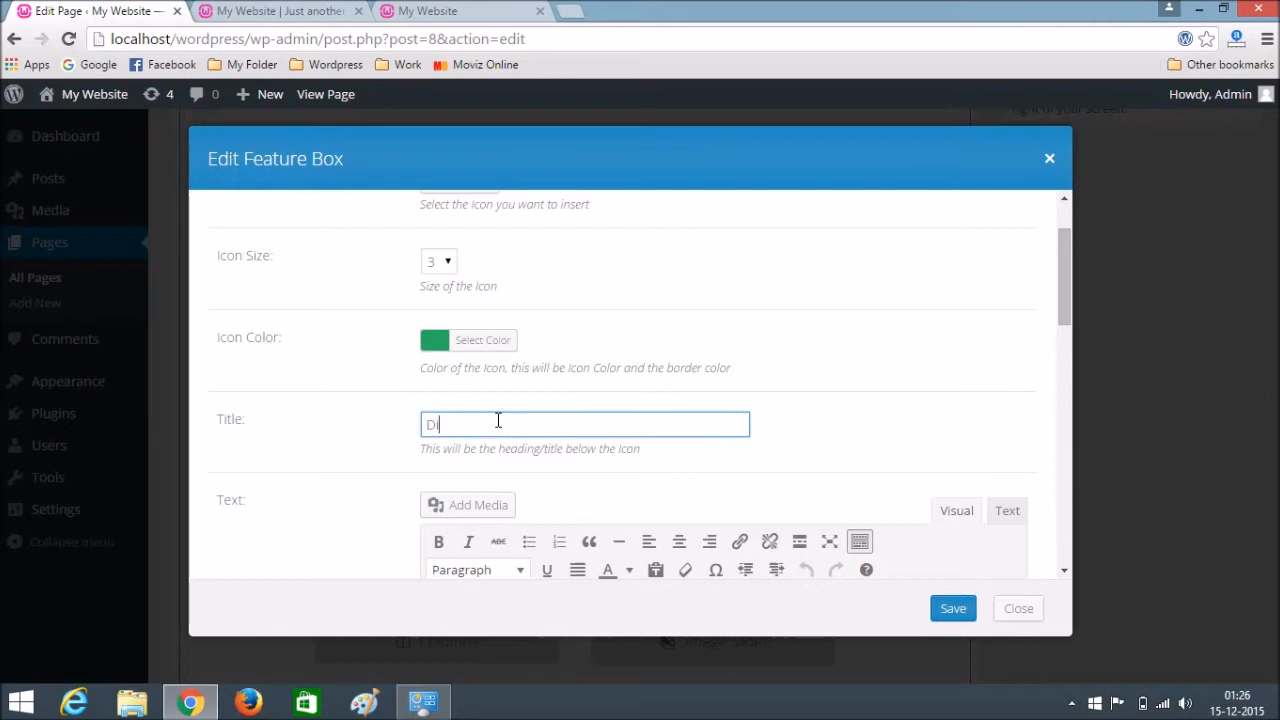 Edit Page ‹ My Website —
My Website | Just another
My Website
localhost/wordpress/wp-admin/post.php?post=8&action=edit
Apps
Google
Facebook
My Folder
Wordpress
Work
Moviz Online
Other bookmarks
My Website
4
0
New
View Page
Howdy, Admin
Dashboard
Posts
Media
Pages
All Pages
Add New
Comments
Appearance
Plugins
Users
Tools
Settings
Collapse menu
Edit Feature Box
×
Select the Icon you want to insert
Icon Size:
3
Size of the Icon
Icon Color:
Select Color
Color of the Icon, this will be Icon Color and the border color
Title:
Di
This will be the heading/title below the Icon
Text:
Add Media
Visual
Text
B I ABC
Paragraph
U A
Save
Close
01:26
15-12-2015